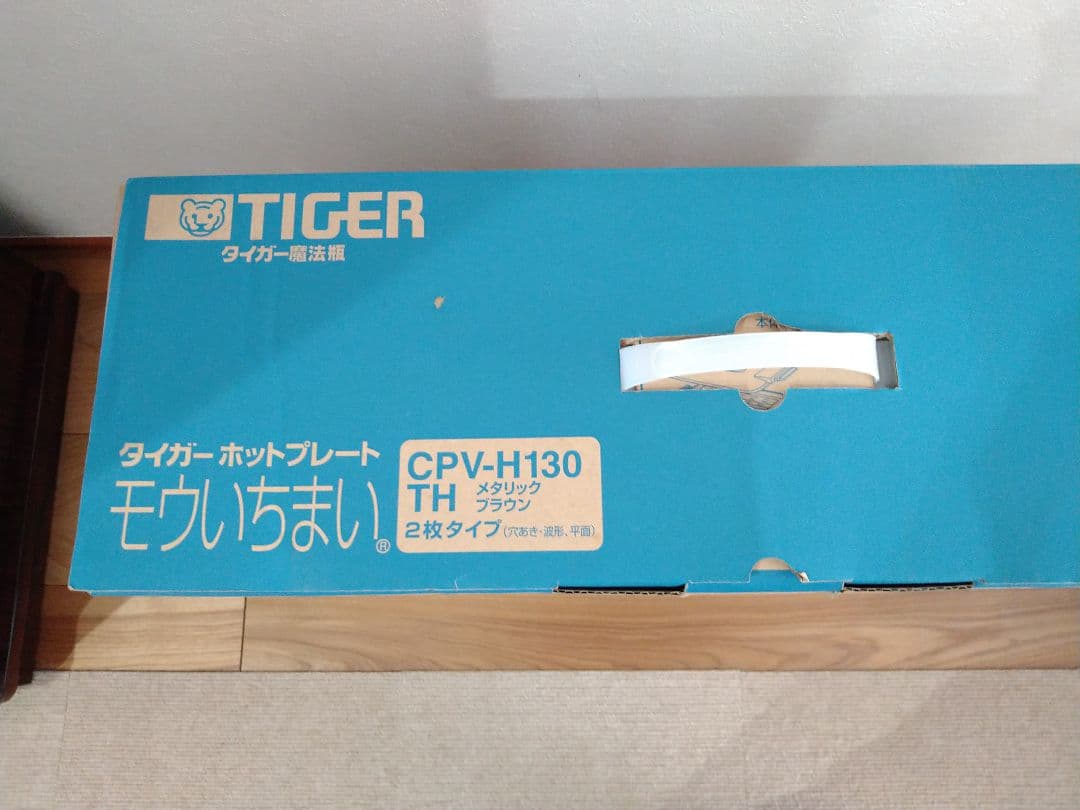 TIGER
タイガー魔法瓶
本
タイガー ホットプレート
モウいちまい®
CPV-H130
TH メタリック
ブラウン
2枚タイプ(穴あき・波形、平面)